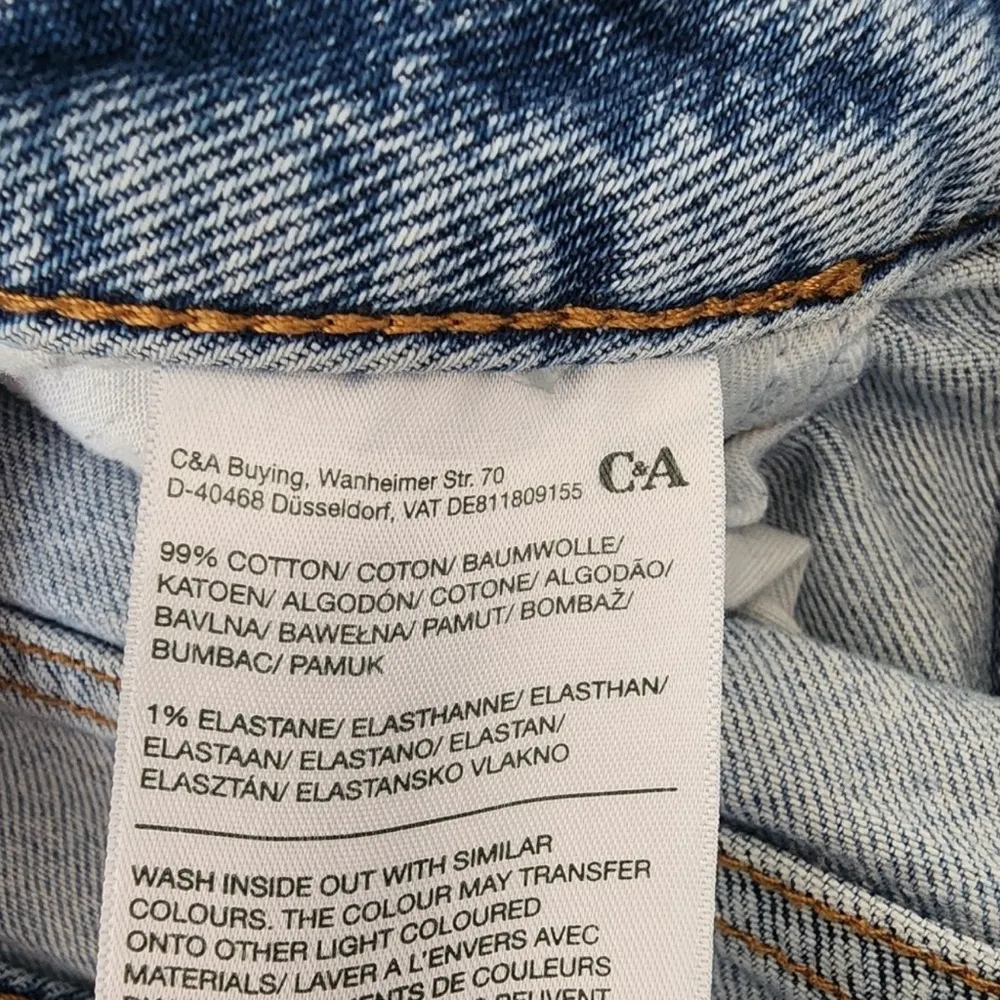 C&A Buying, Wanheimer Str. 70
D-40468 Düsseldorf, VAT DE811809155
C&A
99% COTTON/ COTON/ BAUMWOLLE/
KATOEN/ ALGODÓN/ COTONE/ ALGODÃO/
BAVLNA/ BAWEŁNA/ PAMUT/ BOMBAŽ/
BUMBAC/ PAMUK
1% ELASTANE/ ELASTHANNE/ ELASTHAN/
ELASTAAN/ ELASTANO/ ELASTAN/
ELASZTÁN/ ELASTANSKO VLAKNO
WASH INSIDE OUT WITH SIMILAR
COLOURS. THE COLOUR MAY TRANSFER
ONTO OTHER LIGHT COLOURED
MATERIALS/ LAVER A L'ENVERS AVEC
DE COULEURS